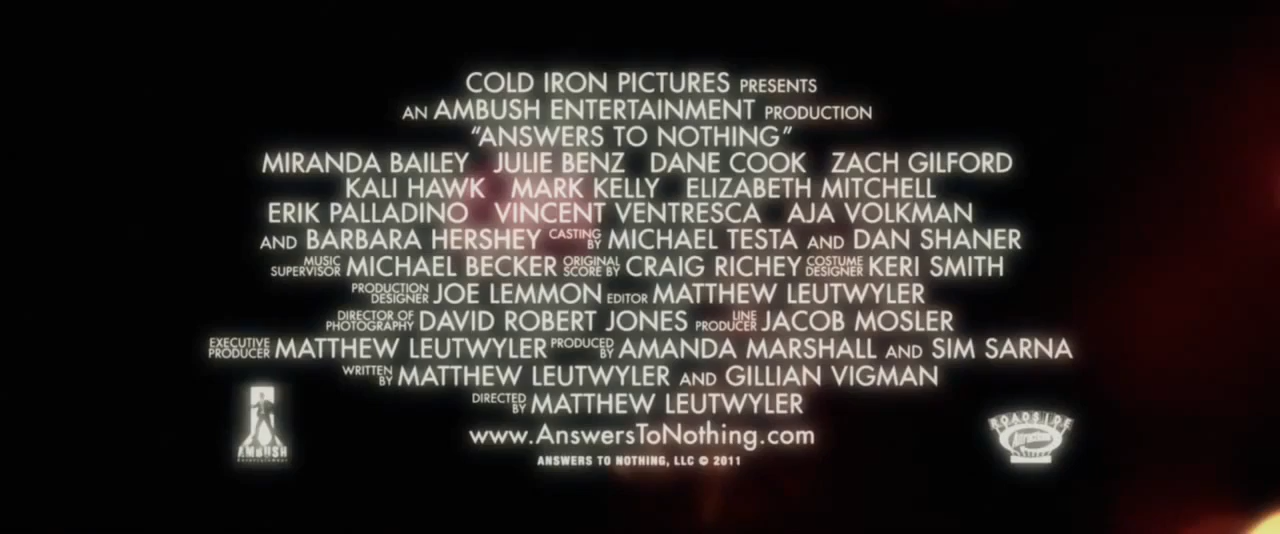 COLD IRON PICTURES PRESENTS
AN AMBUSH ENTERTAINMENT PRODUCTION
"ANSWERS TO NOTHING"
MIRANDA BAILEY JULIE BENZ DANE COOK ZACH GILFORD
KALI HAWK MARK KELLY ELIZABETH MITCHELL
ERIK PALLADINO VINCENT VENTRESCA AJA VOLKMAN
AND BARBARA HERSHEY CASTING BY MICHAEL TESTA AND DAN SHANER
MUSIC SUPERVISOR MICHAEL BECKER ORIGINAL SCORE BY CRAIG RICHEY COSTUME DESIGNER KERI SMITH
PRODUCTION DESIGNER JOE LEMMON EDITOR MATTHEW LEUTWYLER
DIRECTOR OF PHOTOGRAPHY DAVID ROBERT JONES LINE PRODUCER JACOB MOSLER
EXECUTIVE PRODUCER MATTHEW LEUTWYLER PRODUCED BY AMANDA MARSHALL AND SIM SARNA
WRITTEN BY MATTHEW LEUTWYLER AND GILLIAN VIGMAN
DIRECTED BY MATTHEW LEUTWYLER
www.AnswersToNothing.com
ANSWERS TO NOTHING, LLC © 2011
AMBUSH
Entertainment
ROADSIDE
Attractions